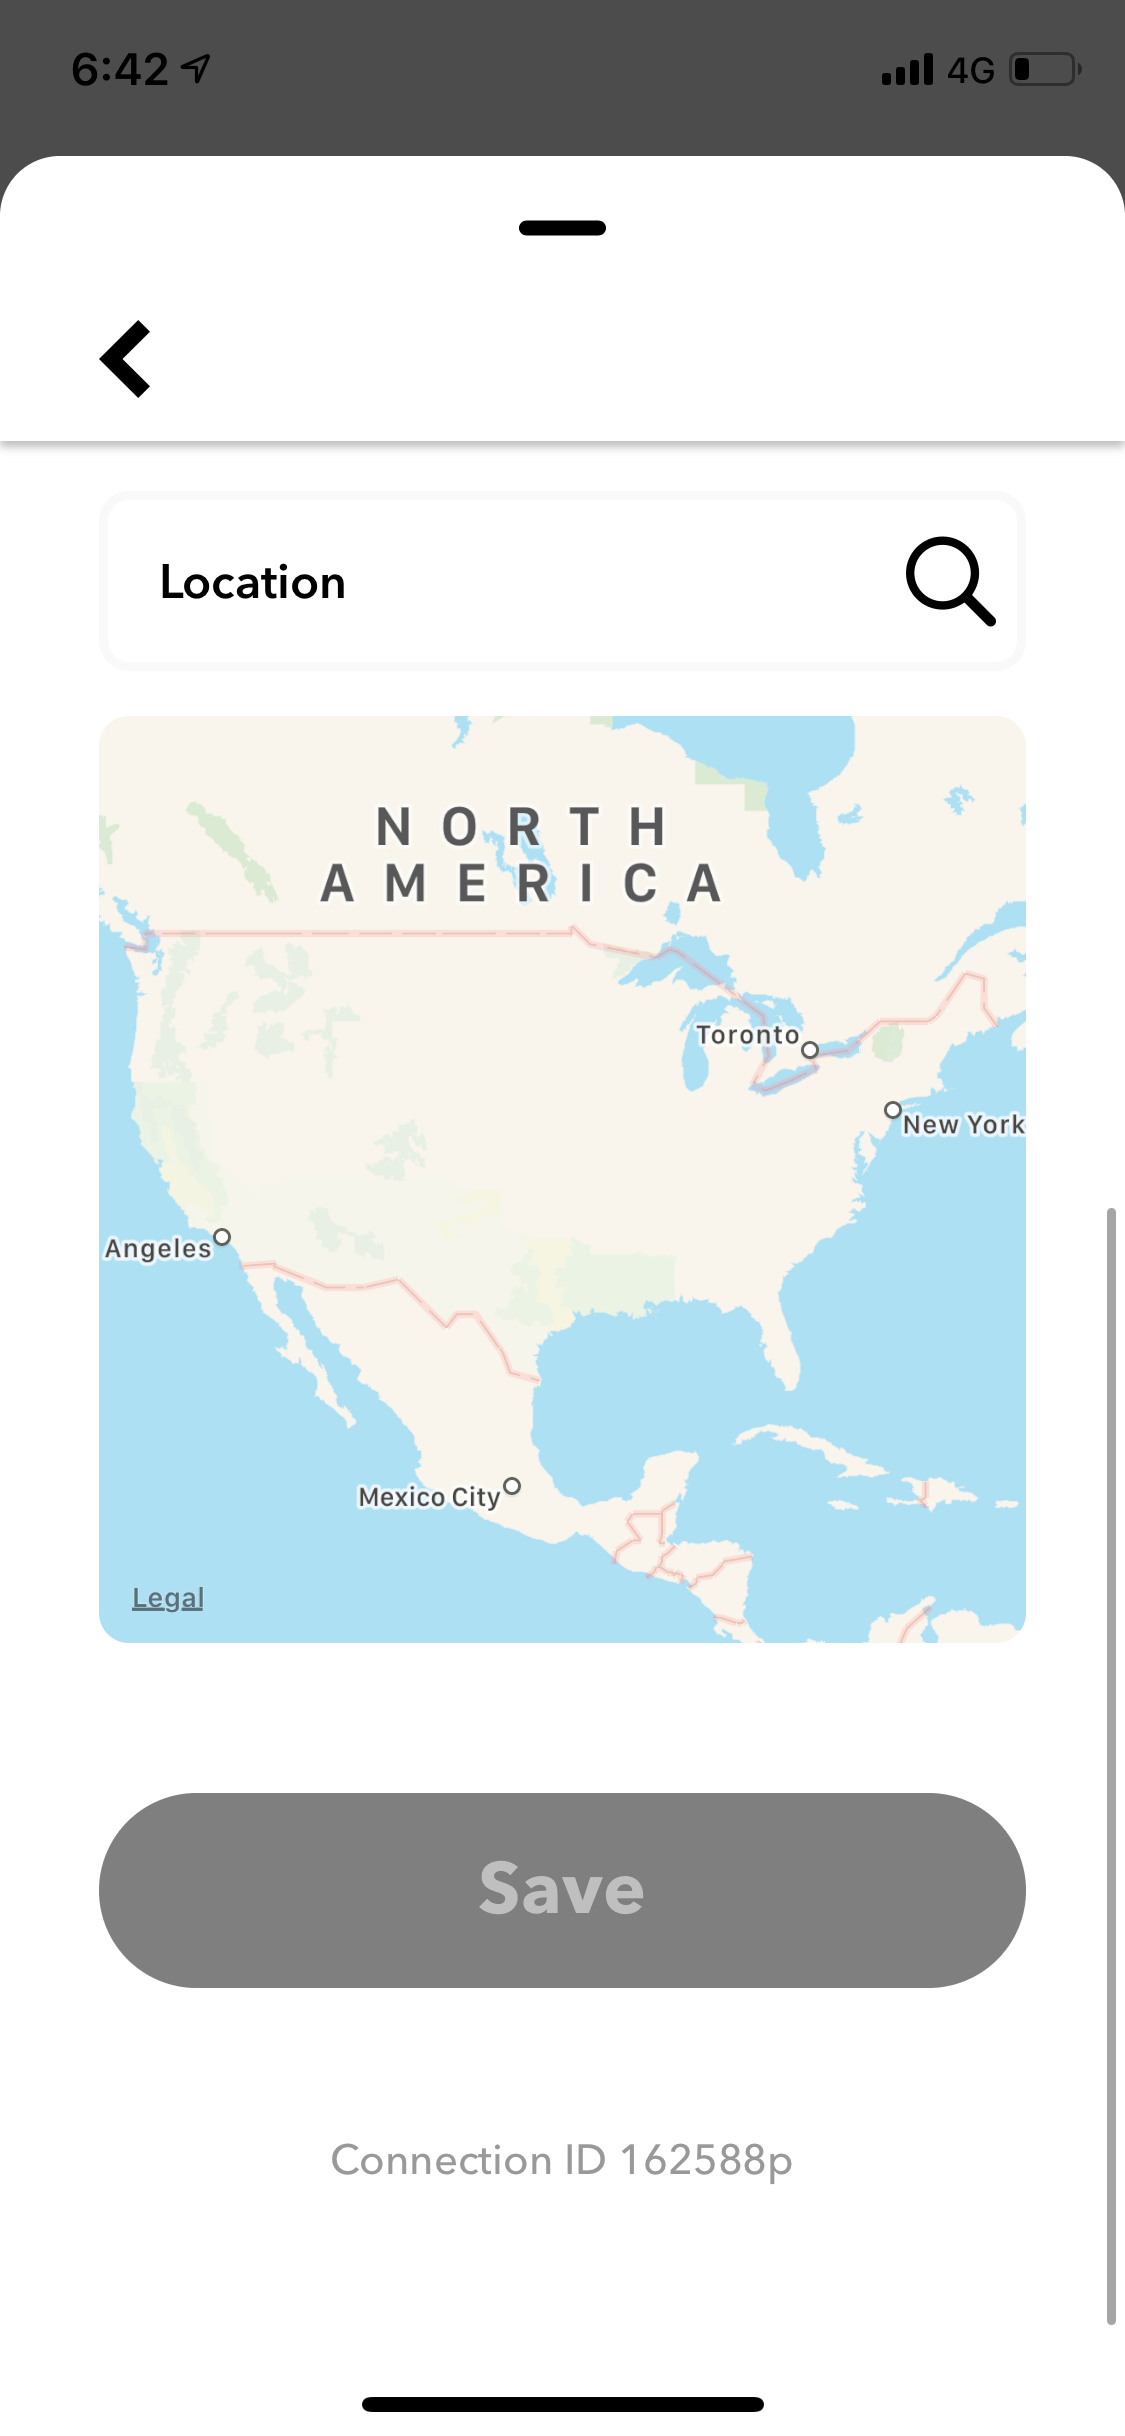 6:42
4G
Location
NORTH
AMERICA
Toronto
New York
Angeles
Mexico City
Legal
Save
Connection ID 162588p